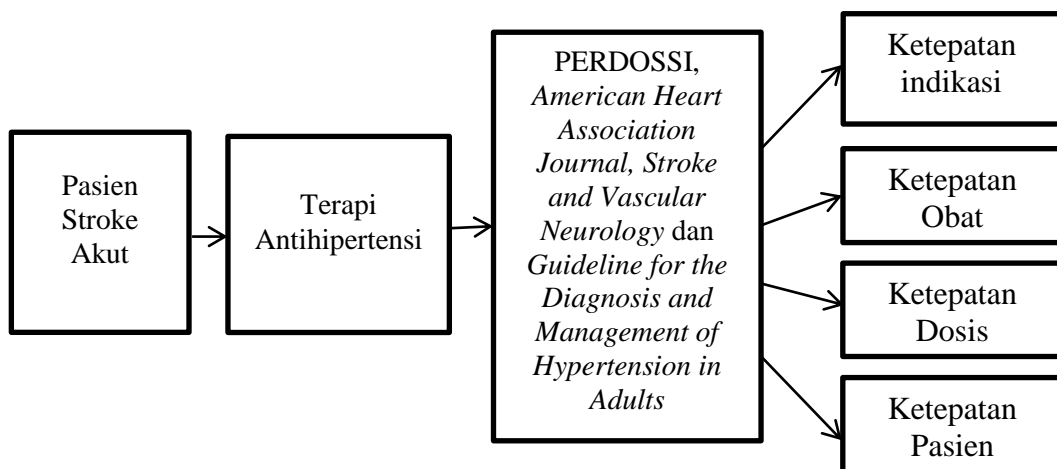 Pasien
Stroke
Akut
Terapi
Antihipertensi
PERDOSSI,
American Heart
Association
Journal, Stroke
and Vascular
Neurology dan
Guideline for the
Diagnosis and
Management of
Hypertension in
Adults
Ketepatan
indikasi
Ketepatan
Obat
Ketepatan
Dosis
Ketepatan
Pasien